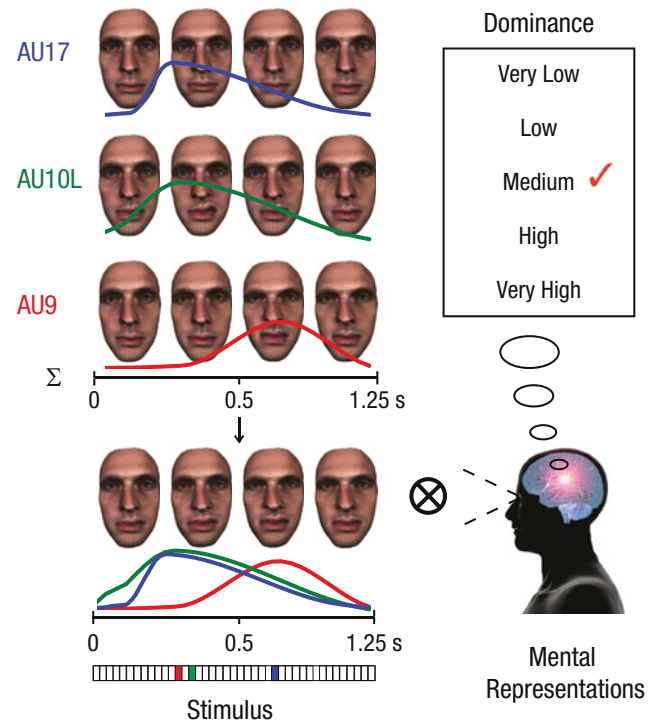 AU17
AU10L
AU9
Σ
0
0.5
1.25 s
0
0.5
1.25 s
Stimulus
Dominance
Very Low
Low
Medium ✓
High
Very High
Mental
Representations